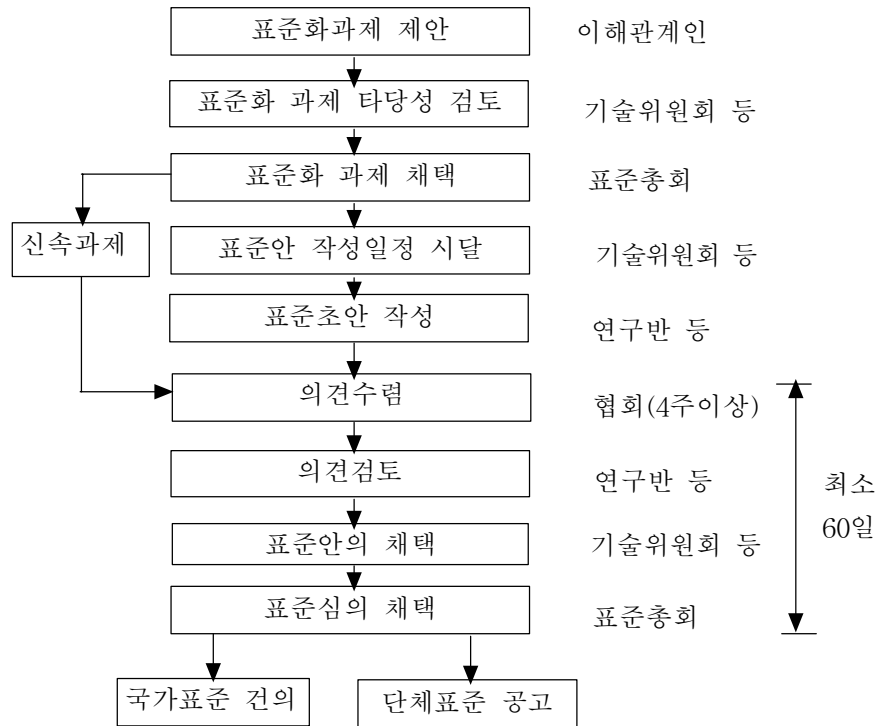 표준화과제 제안 이해관계인
표준화 과제 타당성 검토 기술위원회 등
표준화 과제 채택 표준총회
신속과제 표준안 작성일정 시달 기술위원회 등
표준초안 작성 연구반 등
의견수렴 협회(4주이상)
의견검토 연구반 등
최소
60일
표준안의 채택 기술위원회 등
표준심의 채택 표준총회
국가표준 건의 단체표준 공고